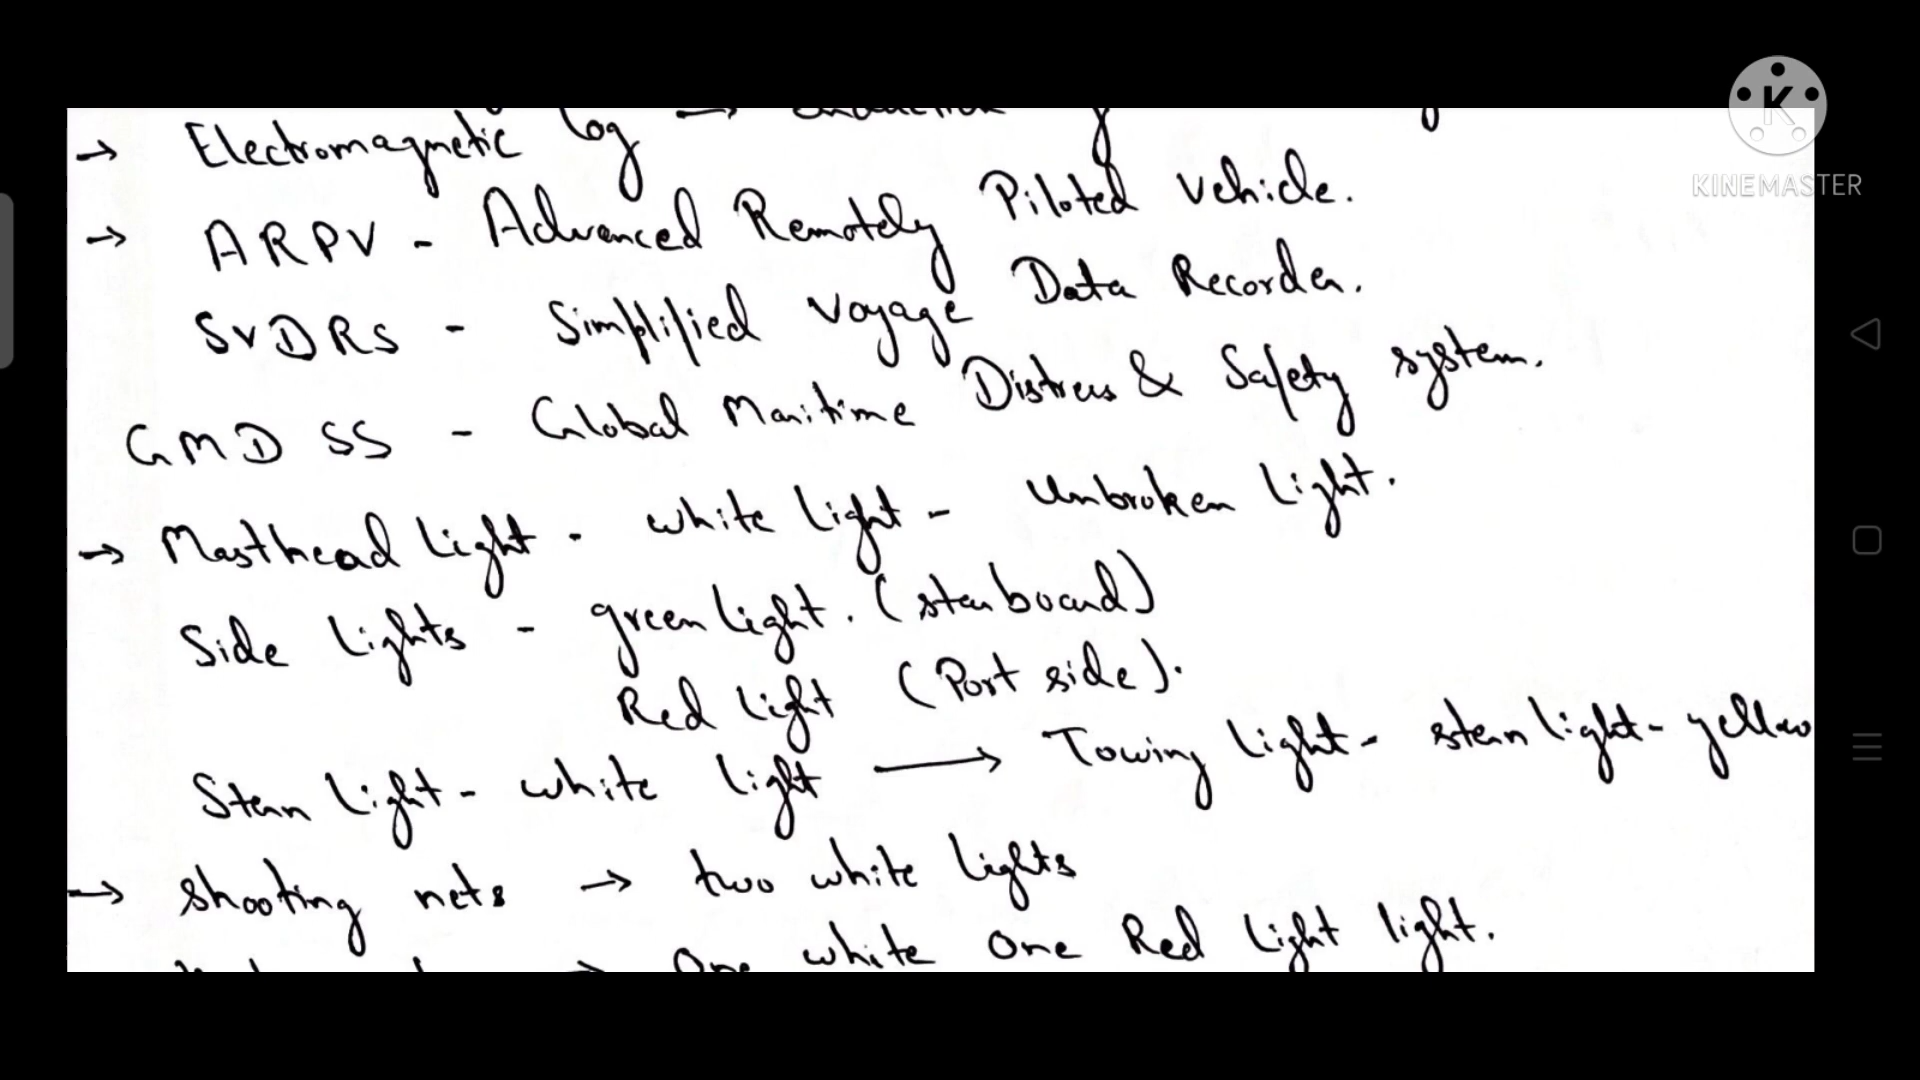 → Electromagnetic log →
→ ARPV - Advanced Remotely Piloted vehicle.
SVDRS - Simplified voyage Data Recorder.
GMD SS - Global Maritime Distress & Safety system.
→ Masthead light - white light - Unbroken light.
Side lights - green light. (starboard)
Red light (Port side).
Stern light - white light → Towing light - stern light - yellow
→ shooting nets → two white lights
→ One white One Red light light.
KINEMASTER